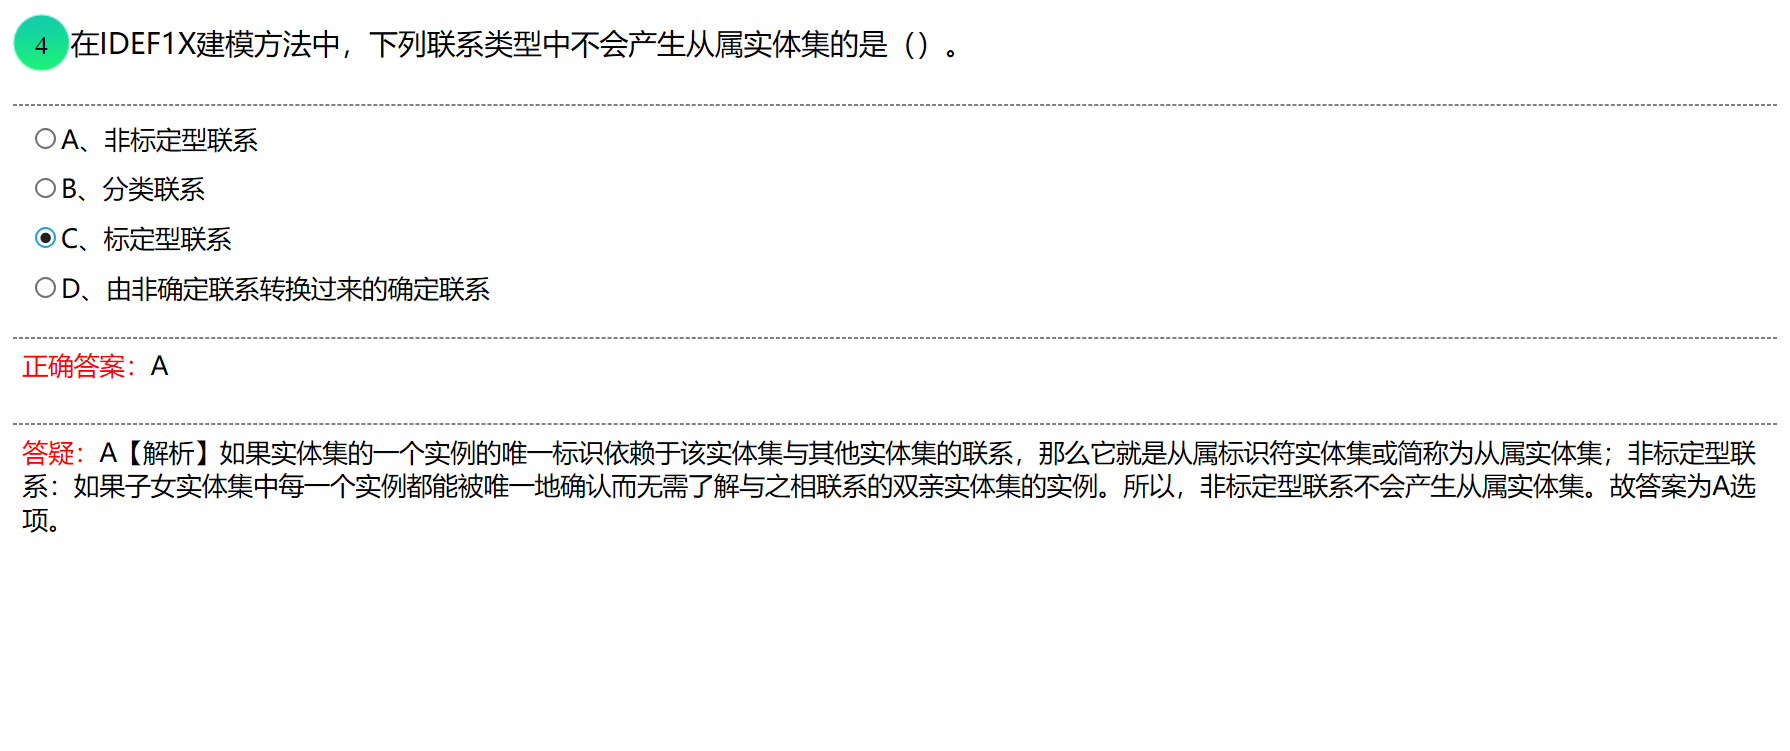 4 在IDEF1X建模方法中，下列联系类型中不会产生从属实体集的是（）。
A、非标定型联系
B、分类联系
C、标定型联系
D、由非确定联系转换过来的确定联系
正确答案：A
答疑：A【解析】如果实体集的一个实例的唯一标识依赖于该实体集与其他实体集的联系，那么它就是从属标识符实体集或简称为从属实体集；非标定型联
系：如果子女实体集中每一个实例都能被唯一地确认而无需了解与之相联系的双亲实体集的实例。所以，非标定型联系不会产生从属实体集。故答案为A选
项。